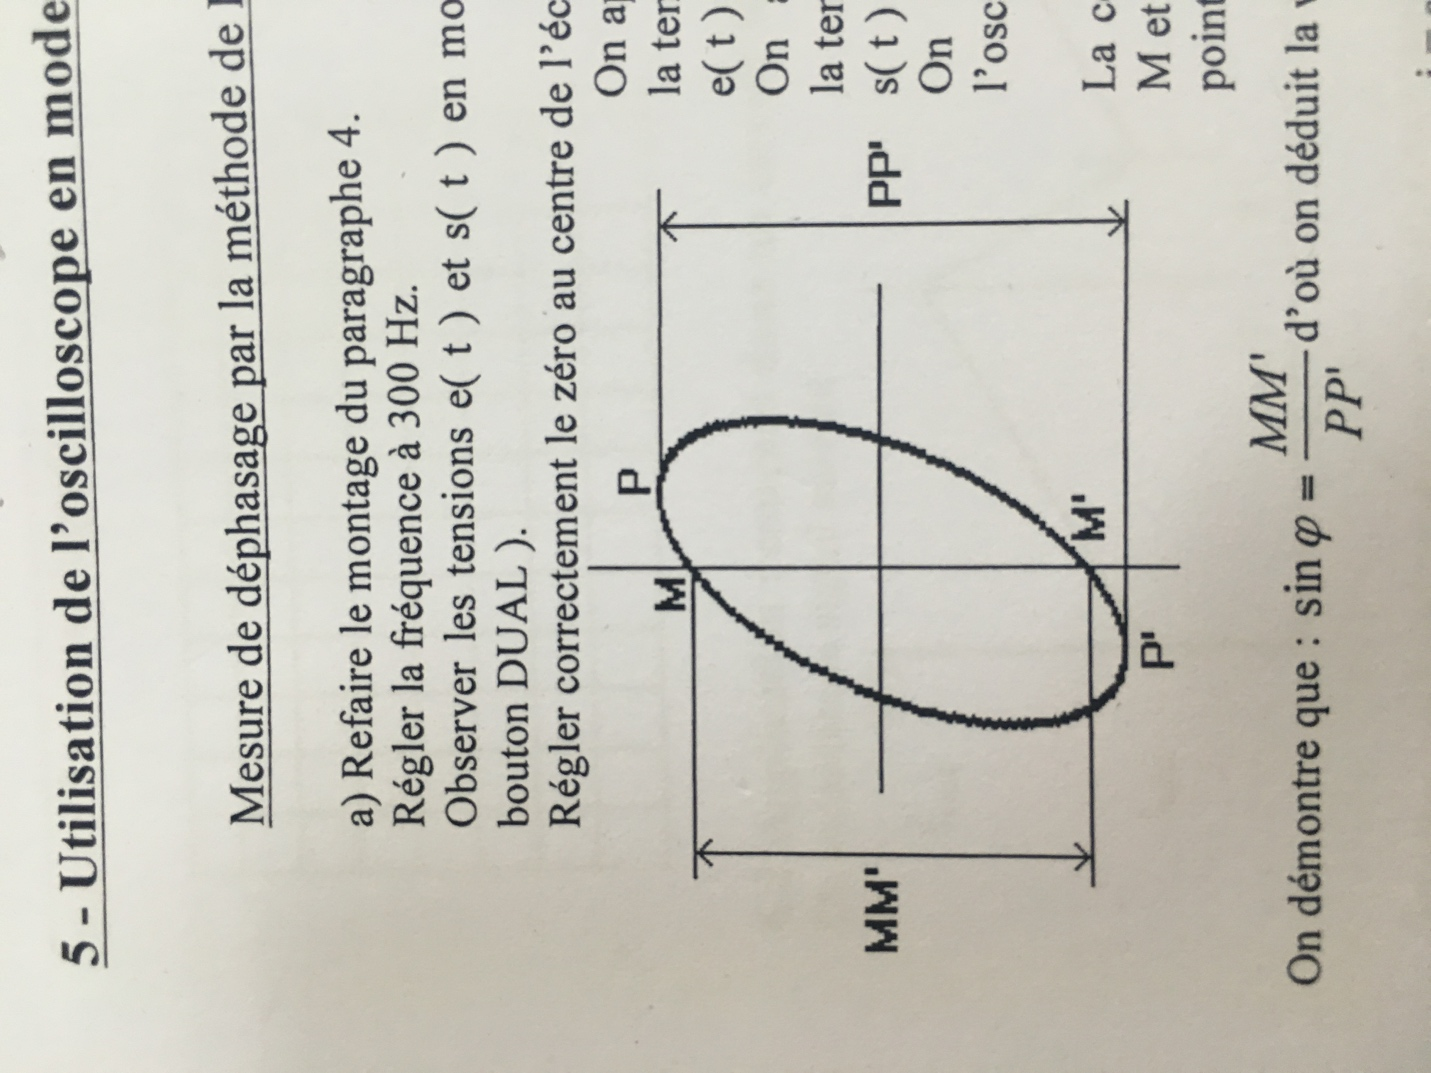 5 - Utilisation de l'oscilloscope en mode
Mesure de déphasage par la méthode de
a) Refaire le montage du paragraphe 4.
Régler la fréquence à 300 Hz.
Observer les tensions e( t ) et s( t ) en mo
bouton DUAL ).
Régler correctement le zéro au centre de l'éc
On ap
la ten
e( t )
On
la ter
s( t )
On
l'osc
La c
M et
point
P
M
M'
P'
MM'
PP'
On démontre que : sin φ = MM' / PP' d'où on déduit la